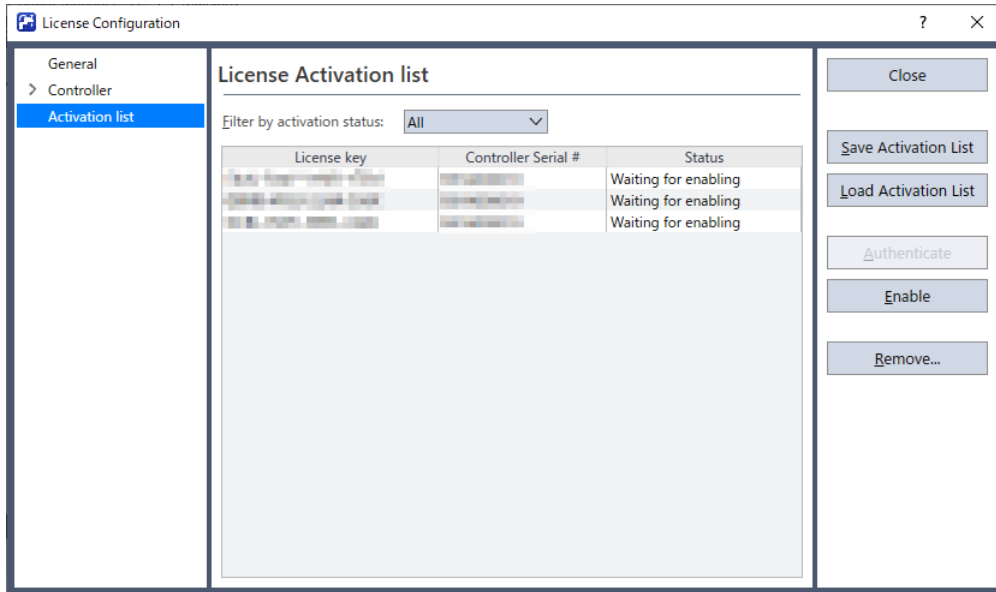 License Configuration
?
General
Controller
Activation list
License Activation list
Filter by activation status: All
License key Controller Serial # Status
Waiting for enabling
Waiting for enabling
Waiting for enabling
Close
Save Activation List
Load Activation List
Authenticate
Enable
Remove...